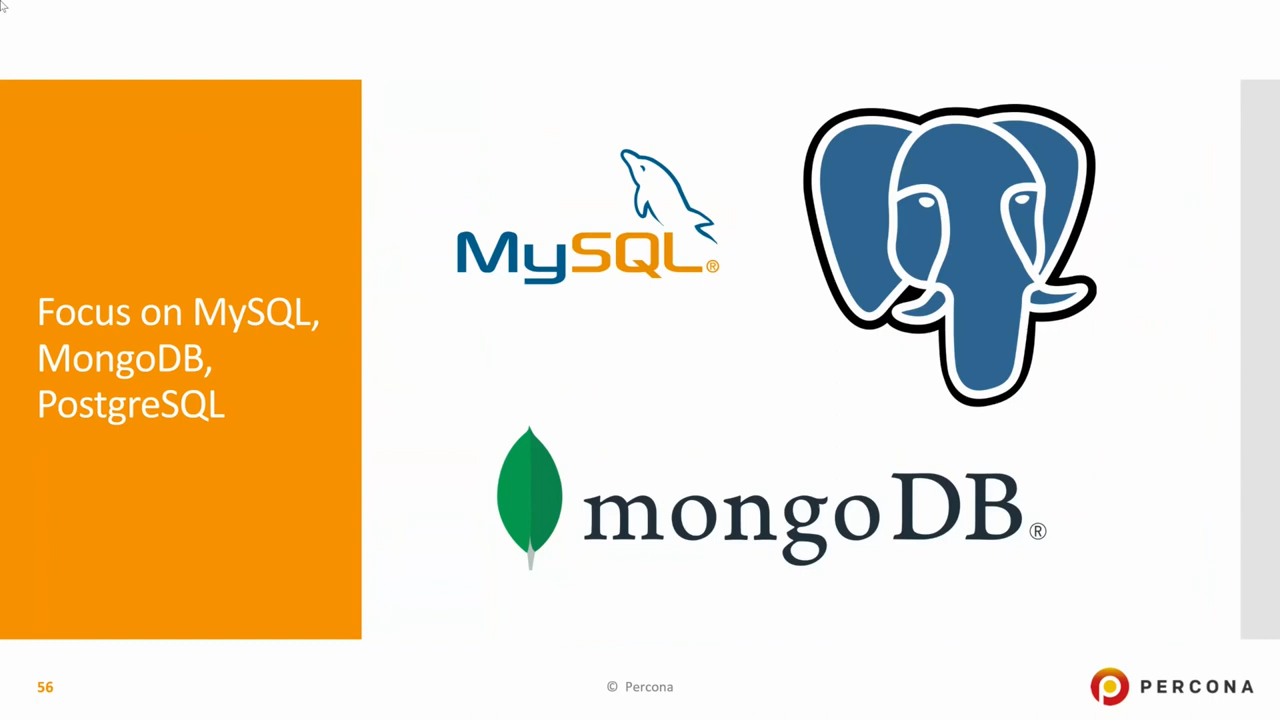 Focus on MySQL,
MongoDB,
PostgreSQL
MySQL®
mongoDB®
56
© Percona
PERCONA